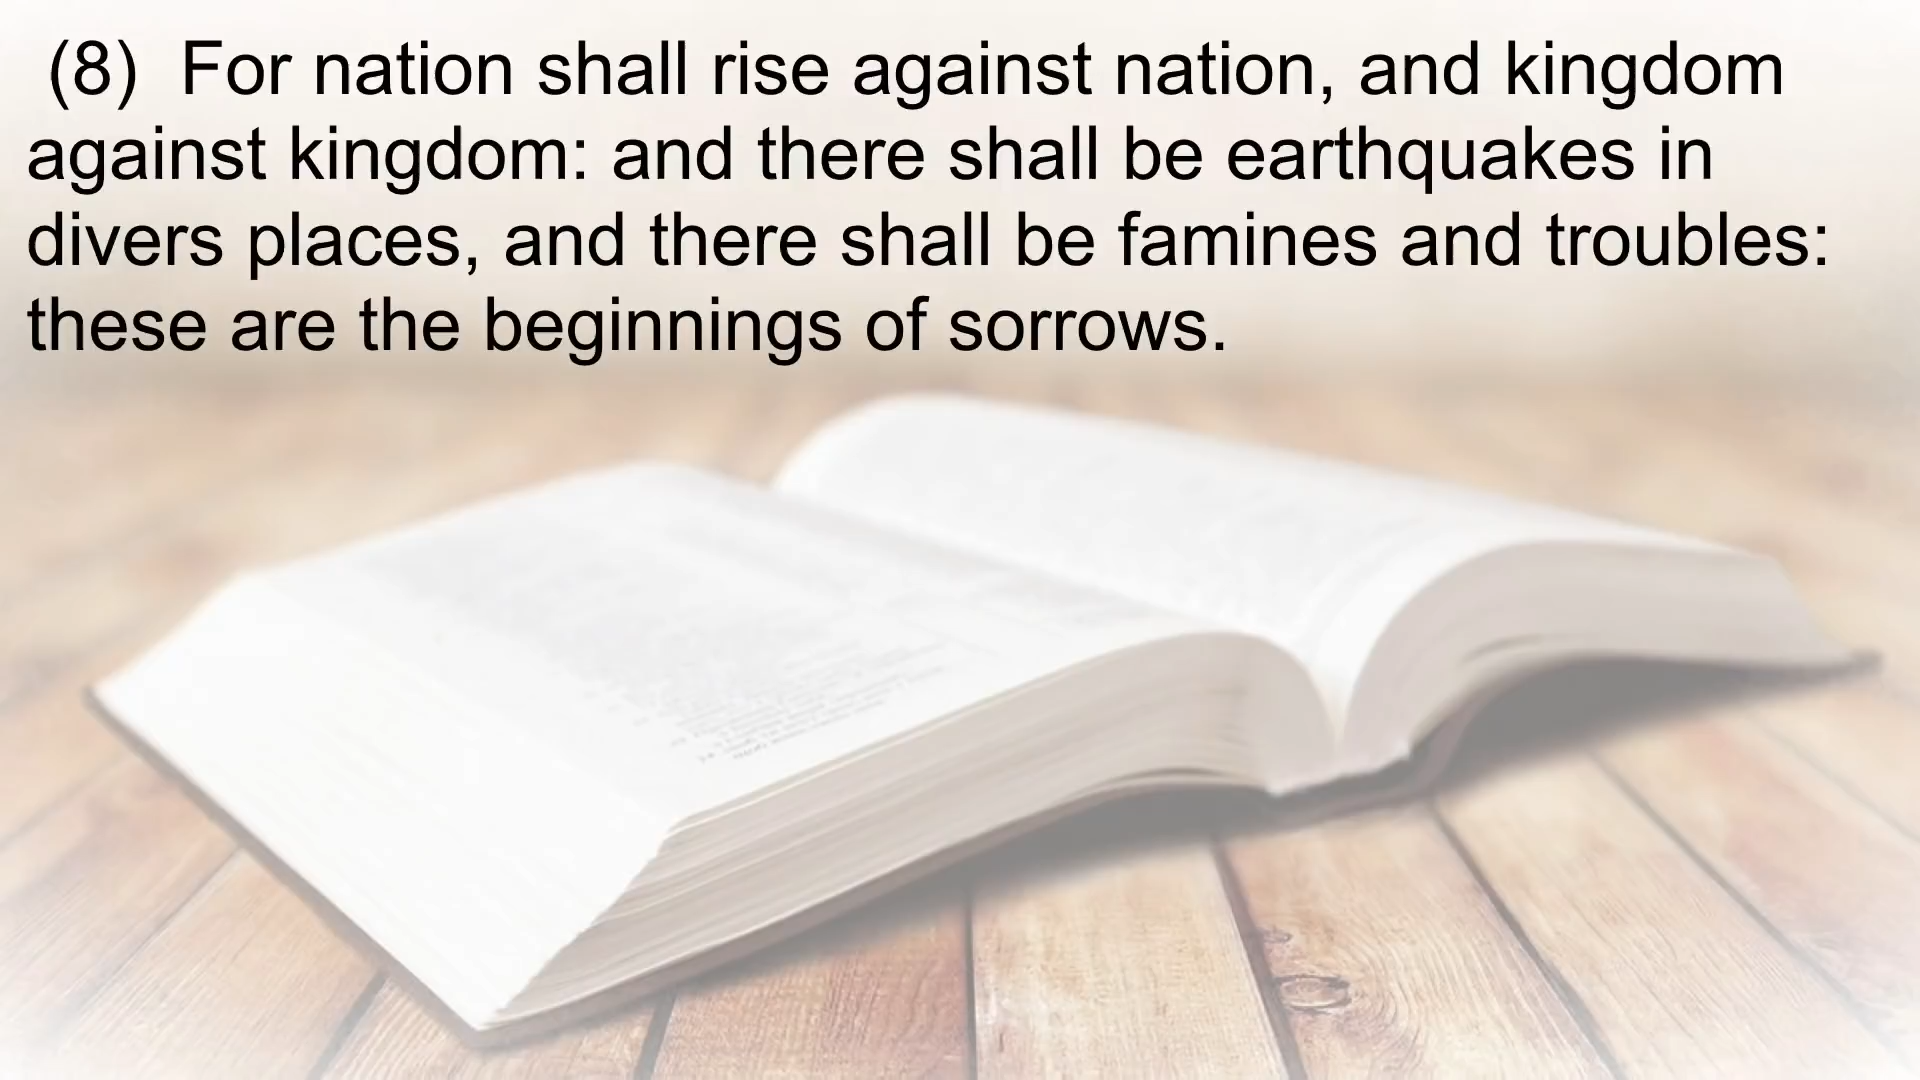 (8) For nation shall rise against nation, and kingdom
against kingdom: and there shall be earthquakes in
divers places, and there shall be famines and troubles:
these are the beginnings of sorrows.